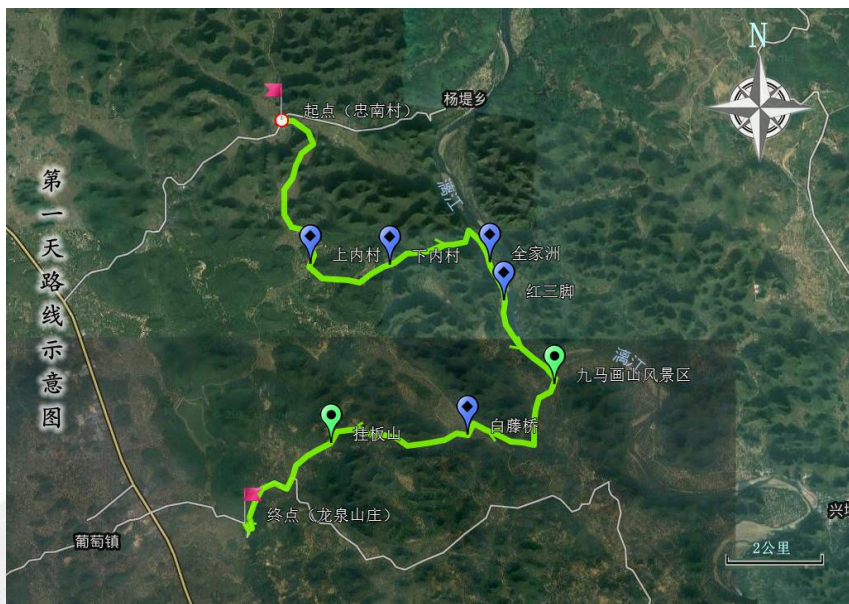 N
杨堤乡
起点（忠南村）
第一天路线示意图
漓江
上内村
下内村
全家洲
红三脚
漓江
九马画山风景区
挂板山
白藤桥
终点（龙泉山庄）
葡萄镇
兴坪
2公里